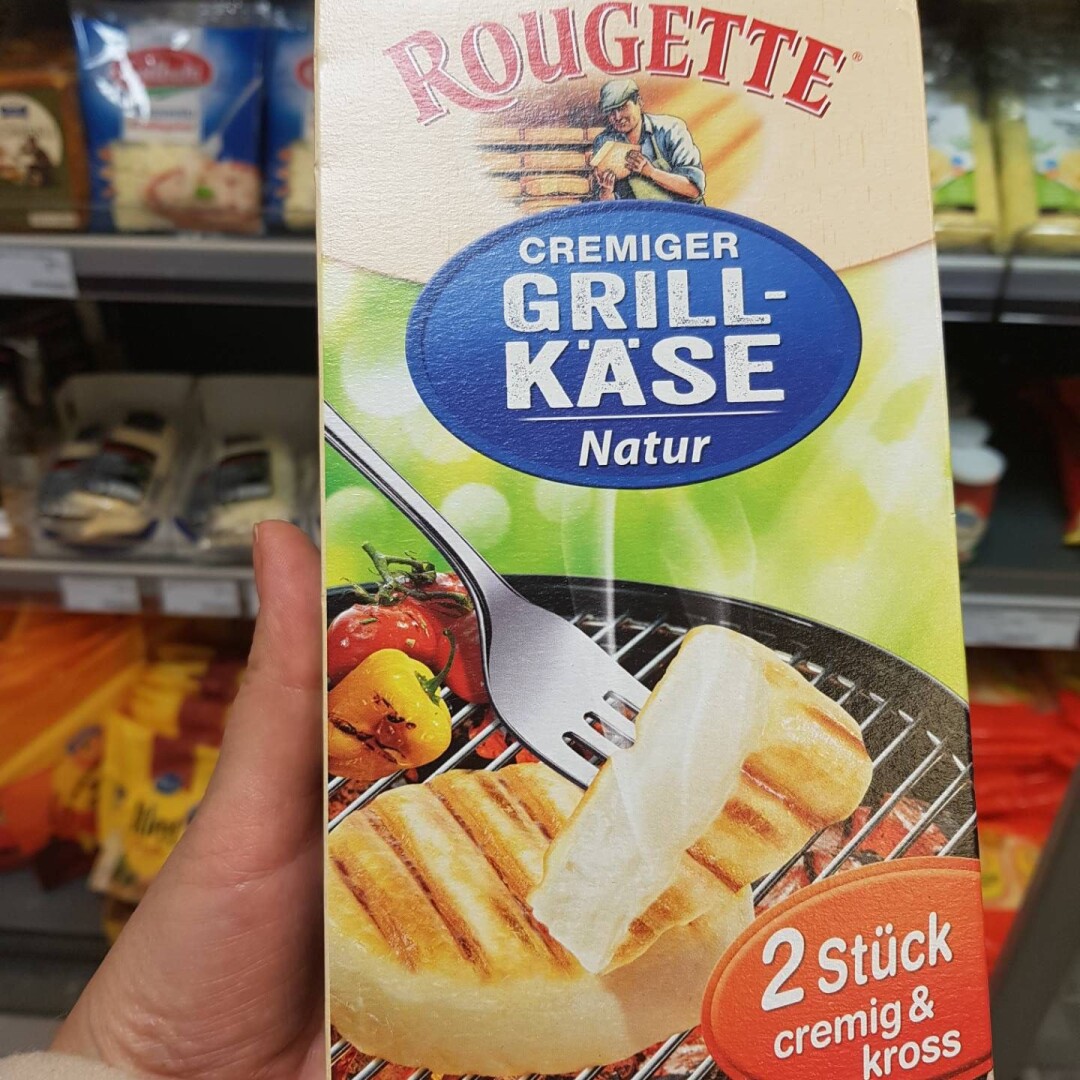 ROUGETTE®
CREMIGER
GRILL-
KÄSE
Natur
2 Stück
cremig &
kross